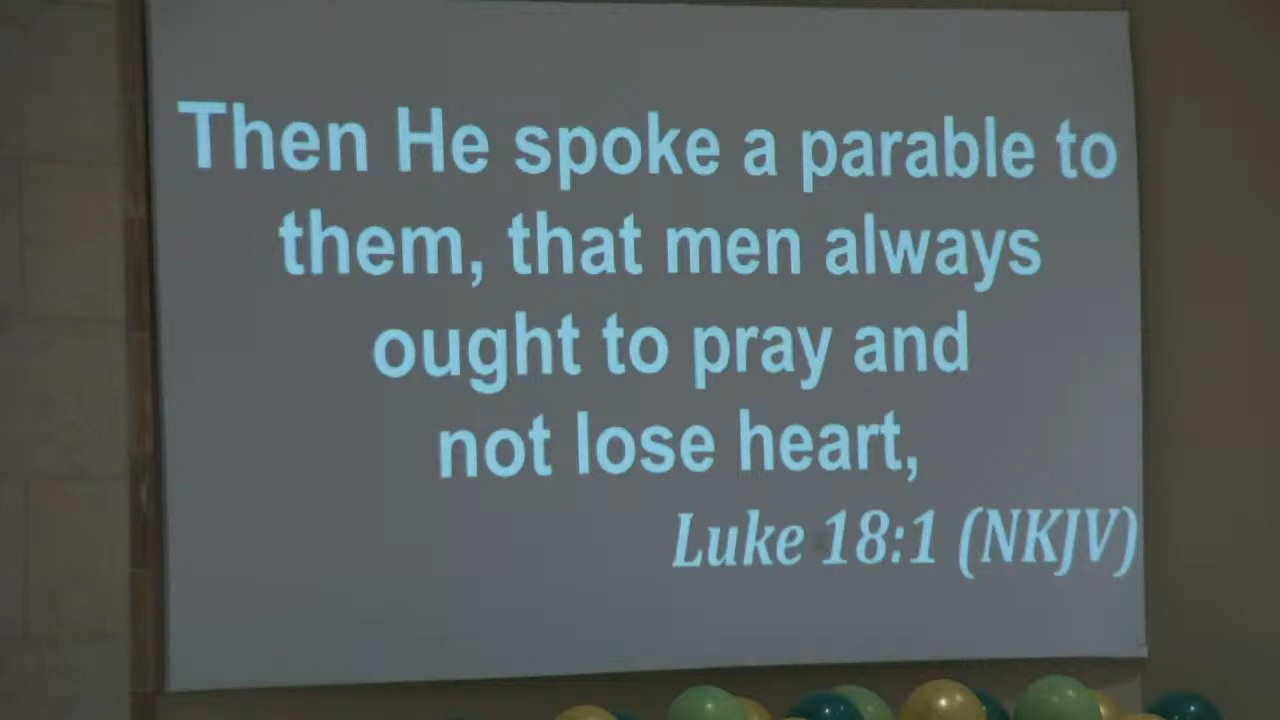 Then He spoke a parable to
them, that men always
ought to pray and
not lose heart,
Luke 18:1 (NKJV)